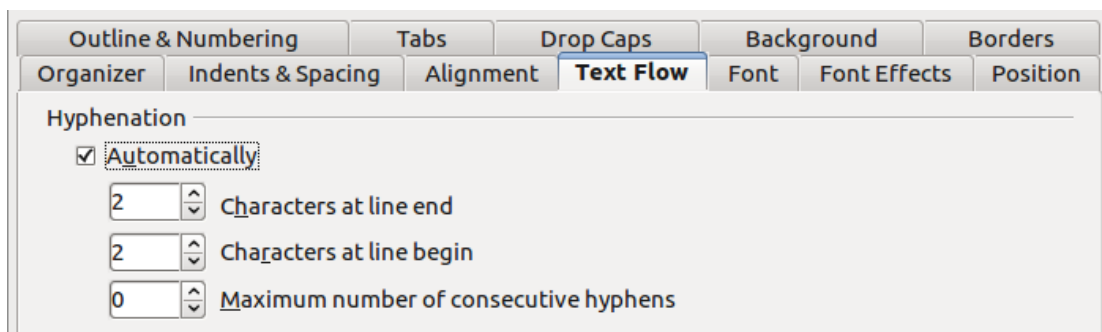 Outline & Numbering Tabs Drop Caps Background Borders
Organizer Indents & Spacing Alignment Text Flow Font Font Effects Position
Hyphenation
Automatically
2 Characters at line end
2 Characters at line begin
0 Maximum number of consecutive hyphens